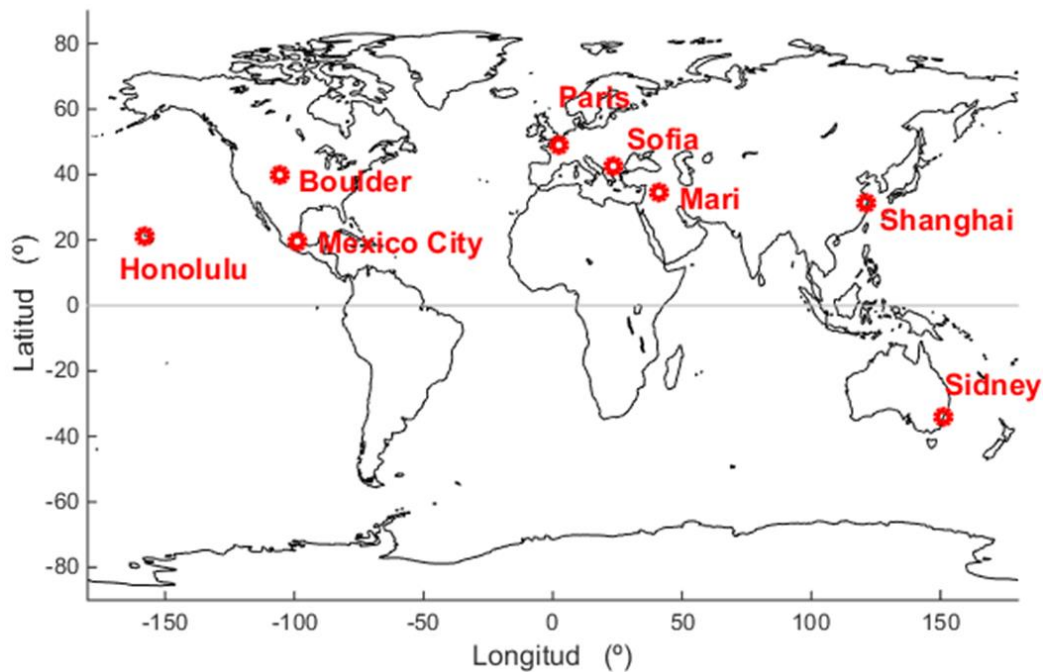 80
60
40
20
0
-20
-40
-60
-80
Latitud (º)
Paris
Sofia
Boulder
Mari
Shanghai
Mexico City
Honolulu
Sidney
-150
-100
-50
0
50
100
150
Longitud (º)